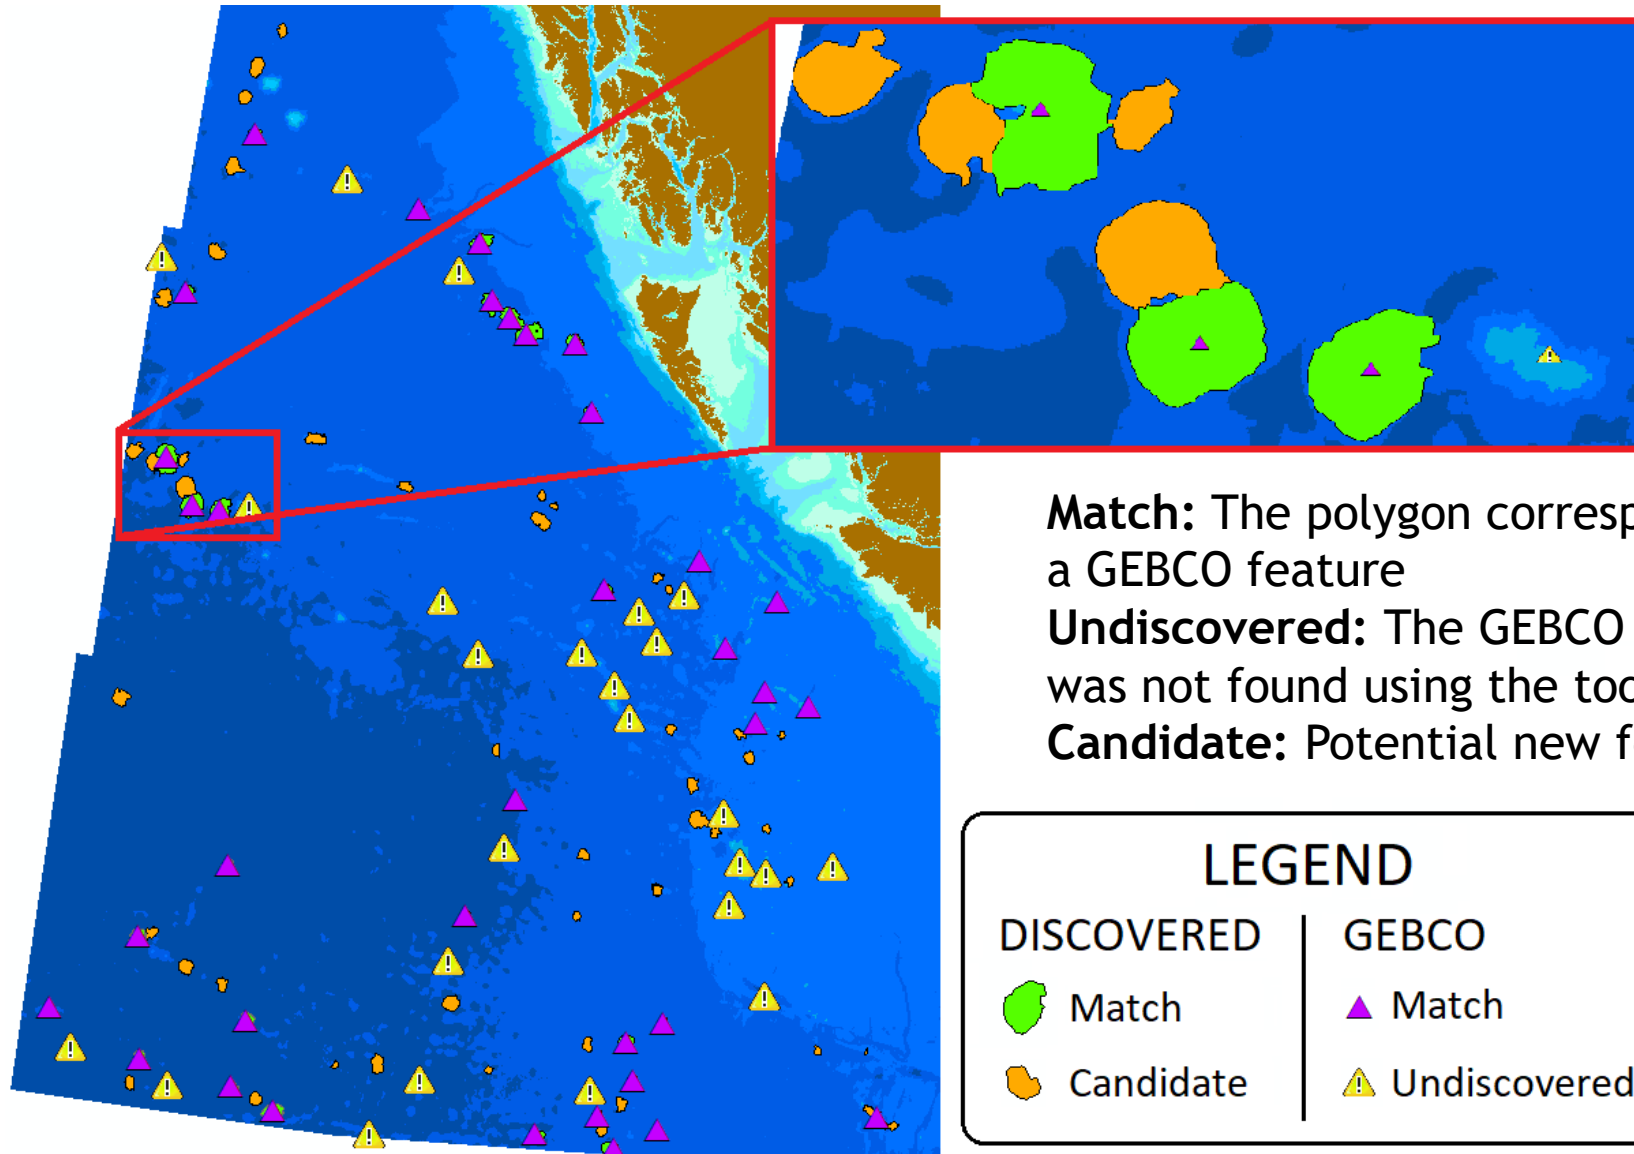 Match: The polygon corresp
a GEBCO feature
Undiscovered: The GEBCO
was not found using the too
Candidate: Potential new f
LEGEND
DISCOVERED GEBCO
Match Match
Candidate Undiscovered